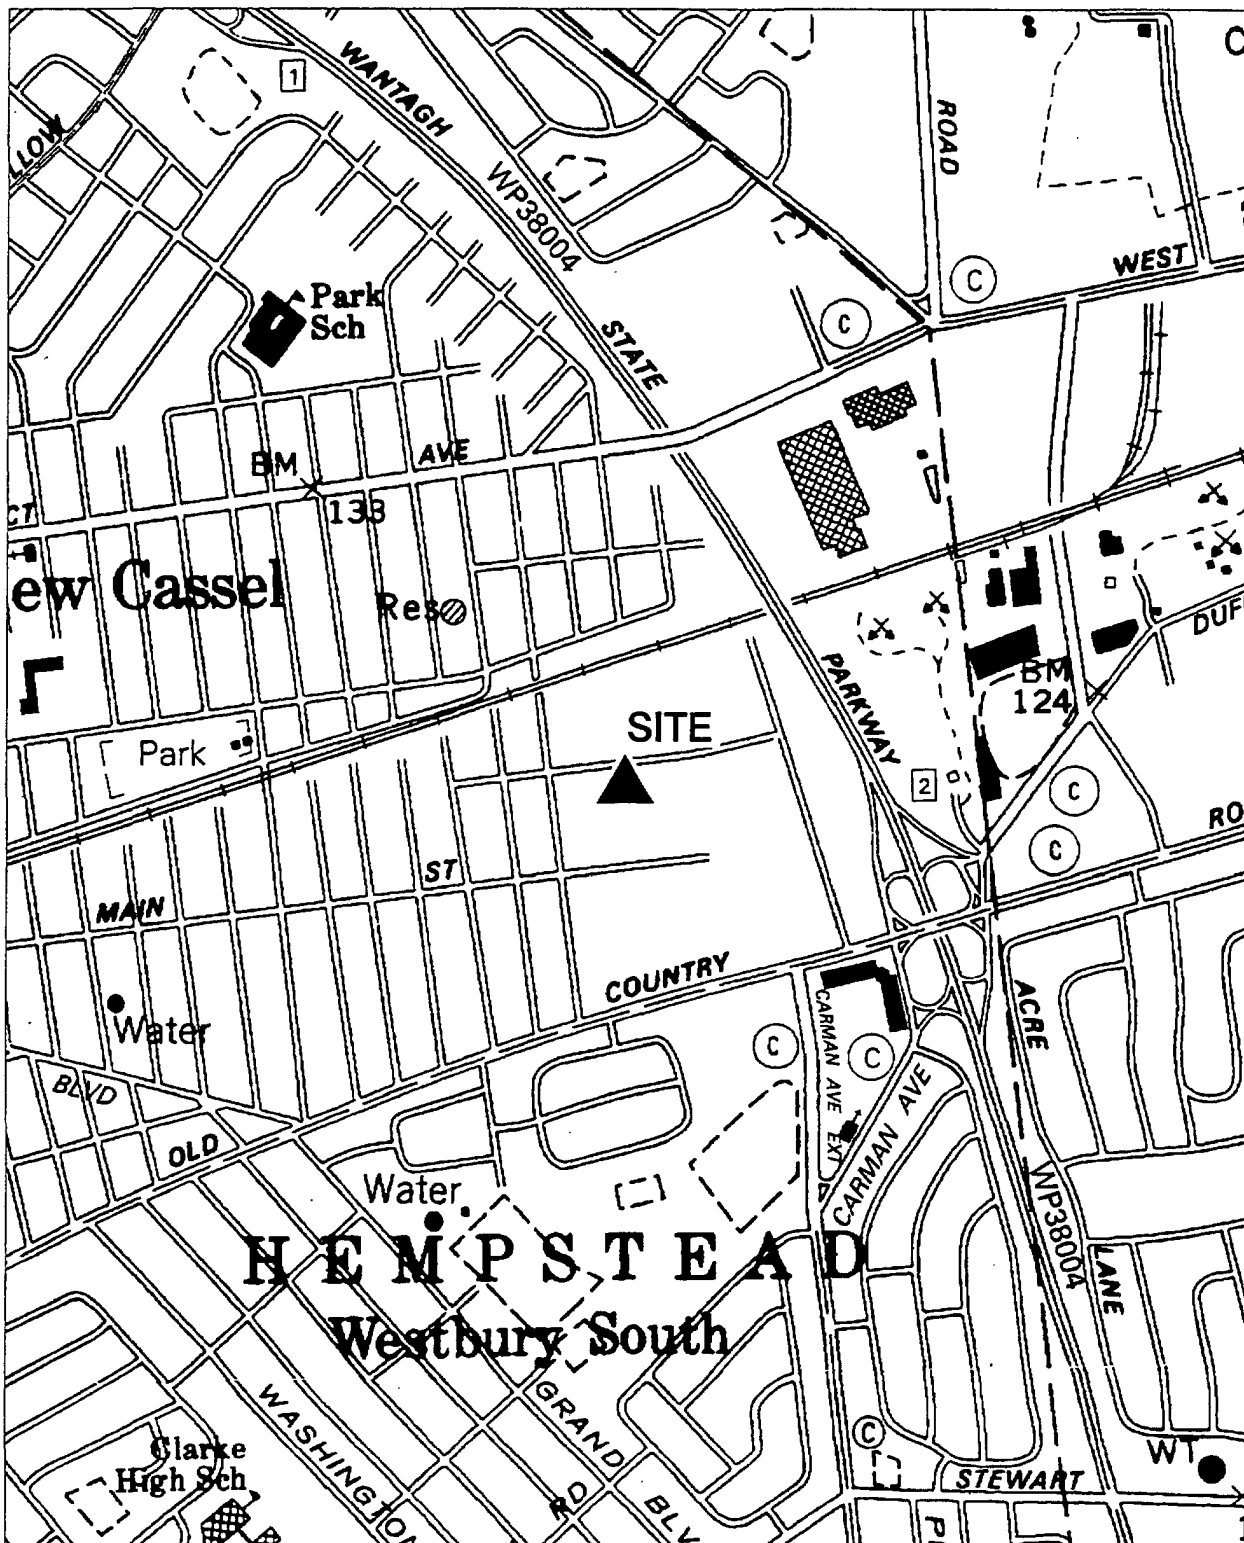 C
1
WANTAGH
ROAD
LLOW
WP38004
WEST
C
C
Park
Sch
STATE
AVE
BM
133
CT
ew Cassel
Res
DUF
PARKWAY
BM
124
SITE
Park
2
C
RO
C
ST
MAIN
COUNTRY
Water
CARMAN AVE EXT
ACRE
C
C
BLVD
CARMAN AVE
OLD
Water
WP38004
HEMPSTEAD
LANE
Westbury South
GRAND
WASHINGTON
C
Clarke
High Sch
WT
STEWART
RD
BLV
P